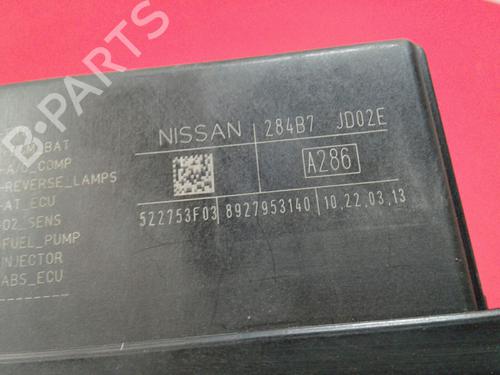 B-PARTS
NISSAN 284B7 JD02E
A286
522753F03 8927953140 10,22,03,13
BAT
A/C_COMP
-REVERSE_LAMPS
-AT_ECU
-O2_SENS
-FUEL_PUMP
-INJECTOR
-ABS_ECU